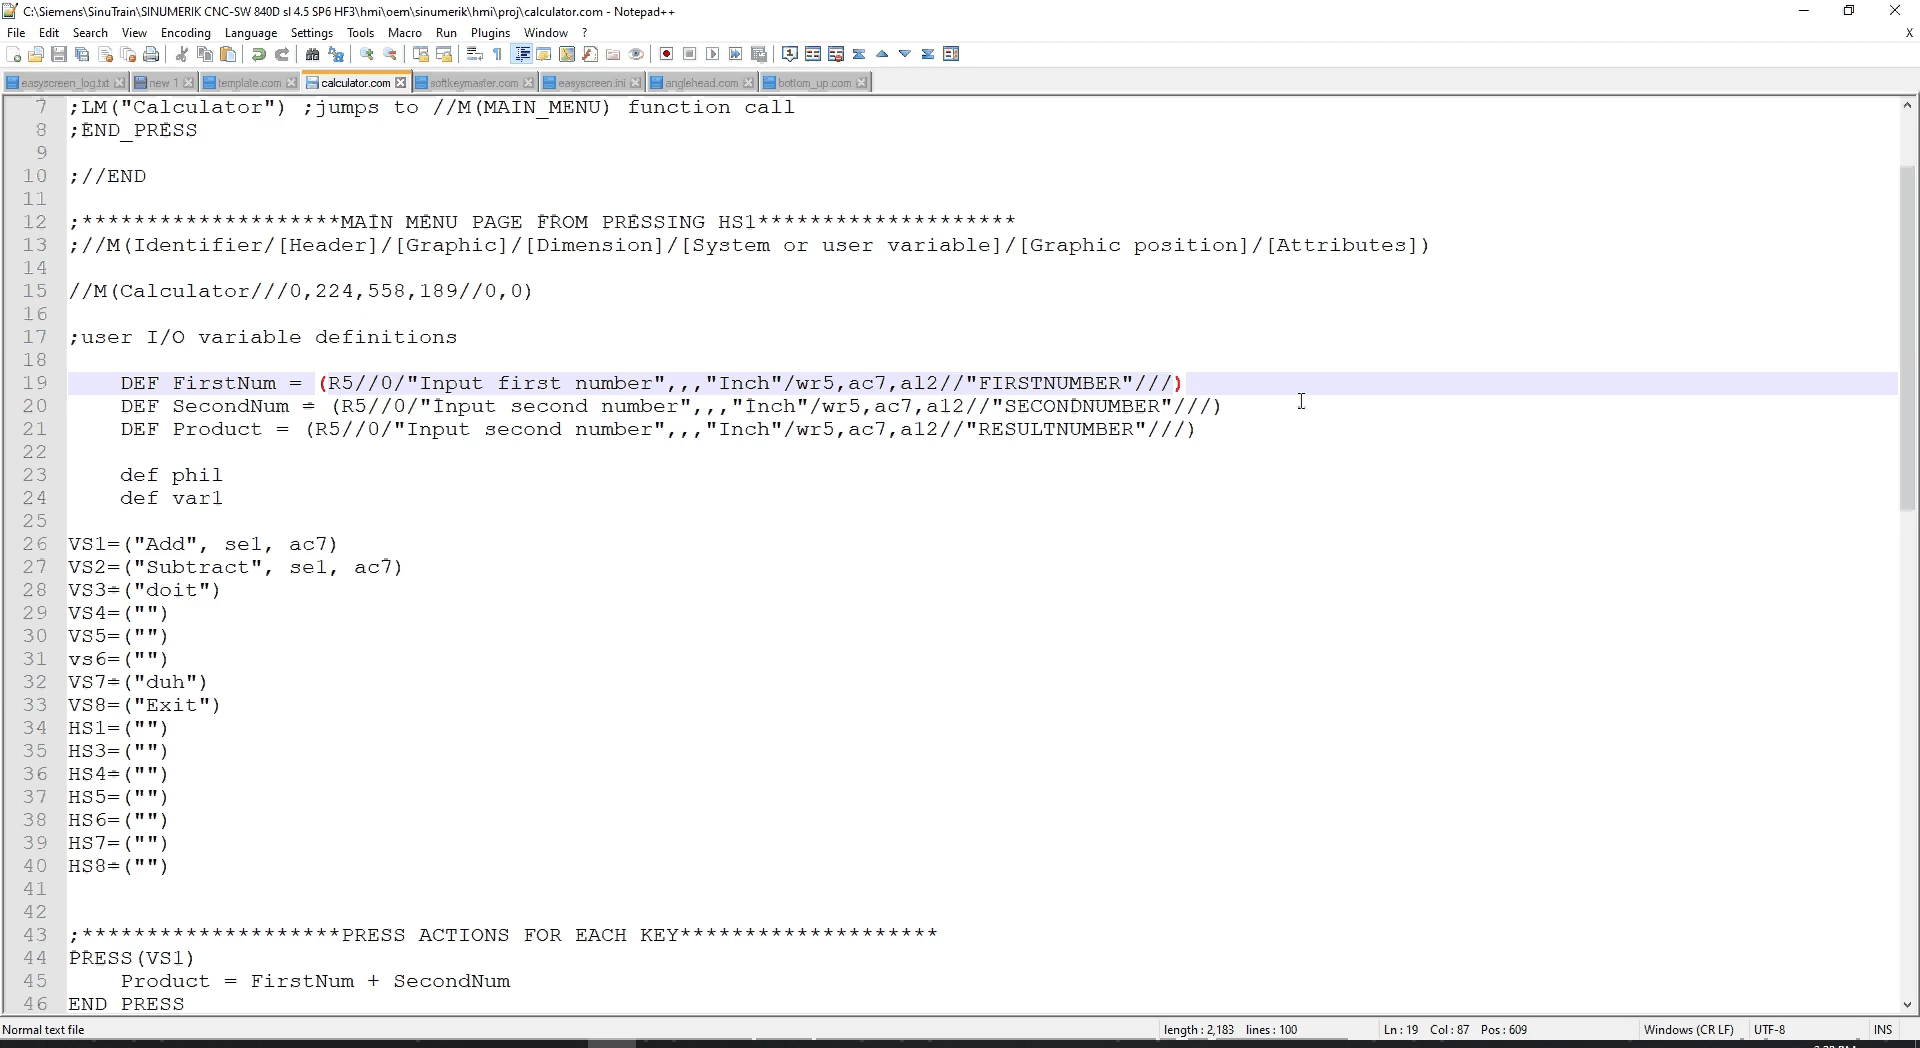 C:\Siemens\SinuTrain\SINUMERIK CNC-SW 840D sl 4.5 SP6 HF3\hmi\oem\sinumerik\hmi\proj\calculator.com - Notepad++
File Edit Search View Encoding Language Settings Tools Macro Run Plugins Window ? X
easyscreen_log.txt new 1 template.com calculator.com softkeymaster.com easyscreen.ini anglehead.com bottom_up.com
7 ;LM("Calculator") ;jumps to //M(MAIN_MENU) function call
8 ;END_PRESS
9
10 ;//END
11
12 ;********************MAIN MENU PAGE FROM PRESSING HS1********************
13 ;//M(Identifier/[Header]/[Graphic]/[Dimension]/[System or user variable]/[Graphic position]/[Attributes])
14
15 //M(Calculator///0,224,558,189//0,0)
16
17 ;user I/O variable definitions
18
19 DEF FirstNum = (R5//0/"Input first number",,,"Inch"/wr5,ac7,al2//"FIRSTNUMBER"///)
20 DEF SecondNum = (R5//0/"Input second number",,,"Inch"/wr5,ac7,al2//"SECONDNUMBER"///)
21 DEF Product = (R5//0/"Input second number",,,"Inch"/wr5,ac7,al2//"RESULTNUMBER"///)
22
23 def phil
24 def var1
25
26 VS1=("Add", se1, ac7)
27 VS2=("Subtract", se1, ac7)
28 VS3=("doit")
29 VS4=("")
30 VS5=("")
31 vs6=("")
32 VS7=("duh")
33 VS8=("Exit")
34 HS1=("")
35 HS3=("")
36 HS4=("")
37 HS5=("")
38 HS6=("")
39 HS7=("")
40 HS8=("")
41
42
43 ;********************PRESS ACTIONS FOR EACH KEY********************
44 PRESS(VS1)
45 Product = FirstNum + SecondNum
46 END PRESS
Normal text file length : 2,183 lines : 100 Ln : 19 Col : 87 Pos : 609 Windows (CR LF) UTF-8 INS